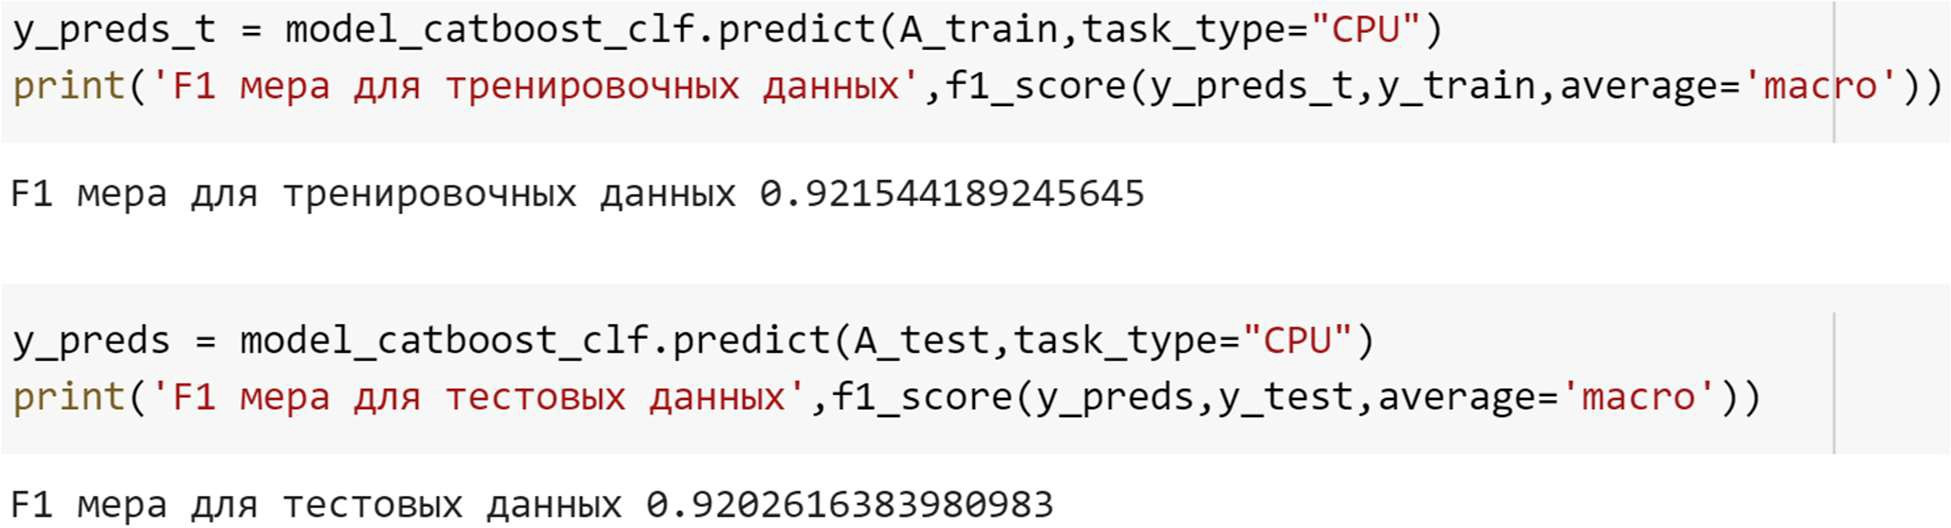 y_preds_t = model_catboost_clf.predict(A_train,task_type="CPU")
print('F1 мера для тренировочных данных',f1_score(y_preds_t,y_train,average='macro'))
F1 мера для тренировочных данных 0.921544189245645
y_preds = model_catboost_clf.predict(A_test,task_type="CPU")
print('F1 мера для тестовых данных',f1_score(y_preds,y_test,average='macro'))
F1 мера для тестовых данных 0.9202616383980983